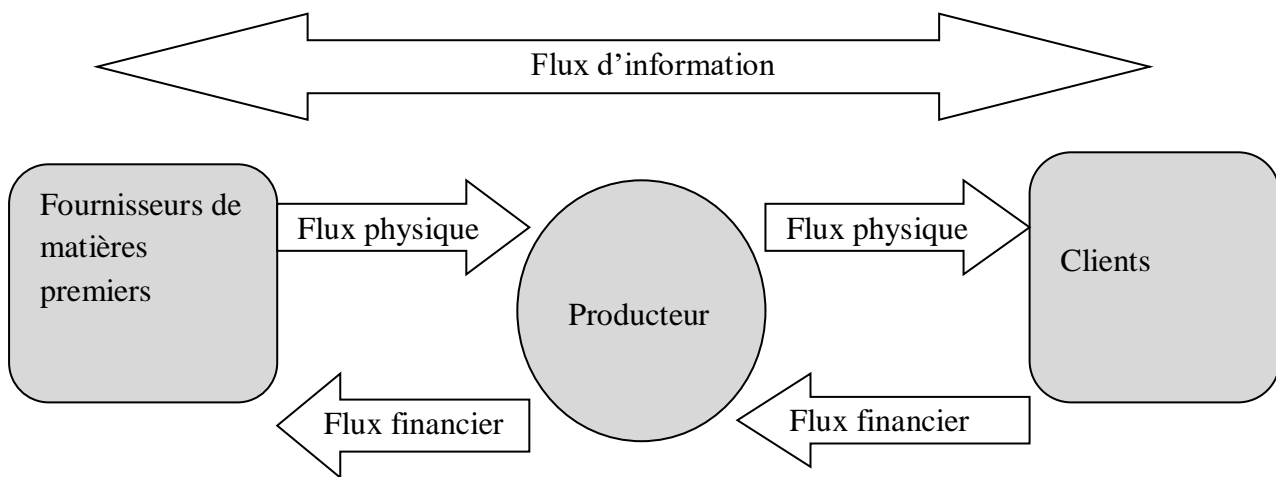 Flux d’information
Fournisseurs de
matières
premiers
Flux physique
Flux physique
Clients
Producteur
Flux financier
Flux financier